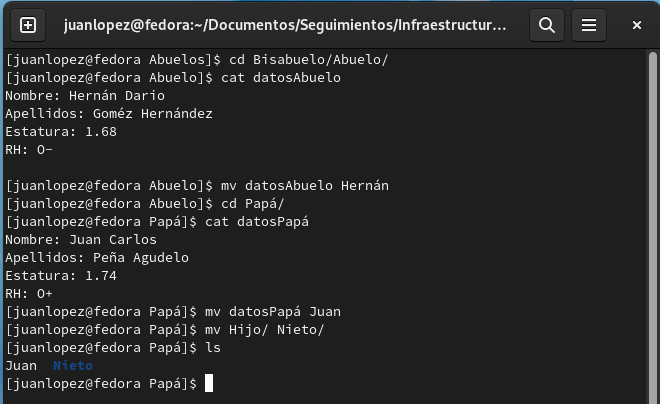 juanlopez@fedora:~/Documentos/Seguimientos/Infraestructur...
[juanlopez@fedora Abuelos]$ cd Bisabuelo/Abuelo/
[juanlopez@fedora Abuelo]$ cat datosAbuelo
Nombre: Hernán Dario
Apellidos: Goméz Hernández
Estatura: 1.68
RH: O-
[juanlopez@fedora Abuelo]$ mv datosAbuelo Hernán
[juanlopez@fedora Abuelo]$ cd Papá/
[juanlopez@fedora Papá]$ cat datosPapá
Nombre: Juan Carlos
Apellidos: Peña Agudelo
Estatura: 1.74
RH: O+
[juanlopez@fedora Papá]$ mv datosPapá Juan
[juanlopez@fedora Papá]$ mv Hijo/ Nieto/
[juanlopez@fedora Papá]$ ls
Juan  Nieto
[juanlopez@fedora Papá]$